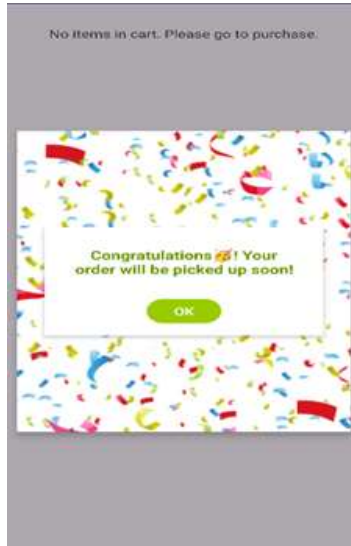 No items in cart. Please go to purchase.
Congratulations 🥳! Your
order will be picked up soon!
OK